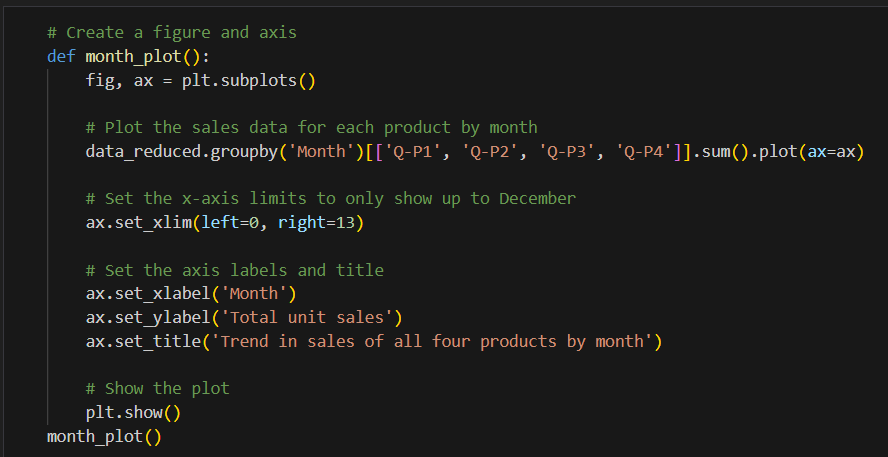 # Create a figure and axis
def month_plot():
    fig, ax = plt.subplots()
    # Plot the sales data for each product by month
    data_reduced.groupby('Month')[['Q-P1', 'Q-P2', 'Q-P3', 'Q-P4']].sum().plot(ax=ax)
    # Set the x-axis limits to only show up to December
    ax.set_xlim(left=0, right=13)
    # Set the axis labels and title
    ax.set_xlabel('Month')
    ax.set_ylabel('Total unit sales')
    ax.set_title('Trend in sales of all four products by month')
    # Show the plot
    plt.show()
month_plot()